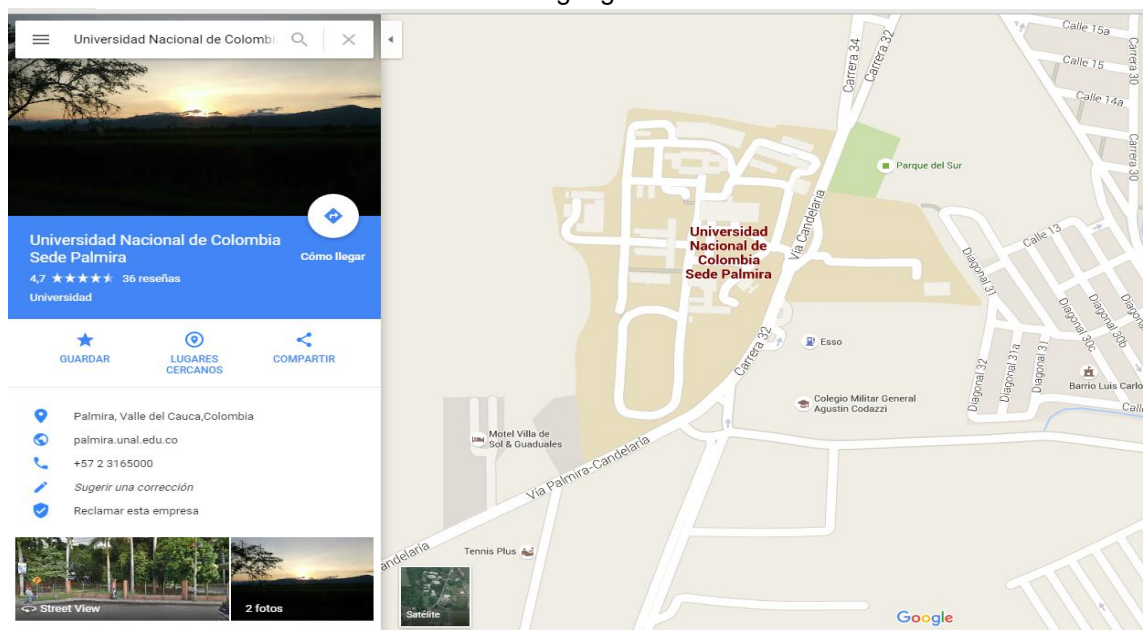 Universidad Nacional de Colombi
Universidad Nacional de Colombia
Sede Palmira
Cómo llegar
4,7 36 reseñas
Universidad
GUARDAR
LUGARES
CERCANOS
COMPARTIR
Palmira, Valle del Cauca,Colombia
palmira.unal.edu.co
+57 2 3165000
Sugerir una corrección
Reclamar esta empresa
Street View
2 fotos
Calle 15a
Carrera 34
Carrera 32
Carrera 30
Calle 15
Calle 14a
Carrera 30
Parque del Sur
Vía Candelaria
Universidad
Nacional de
Colombia
Sede Palmira
Calle 13
Diagonal 31
Diagonal 30c
Diagonal 30b
Esso
Carrera 32
Diagonal 32
Diagonal 31a
Diagonal 31
Barrio Luis Carlo
Colegio Militar General
Agustin Codazzi
Motel Villa de
Sol & Guaduales
Vía Palmira-Candelaría
Tennis Plus
Satélite
Google